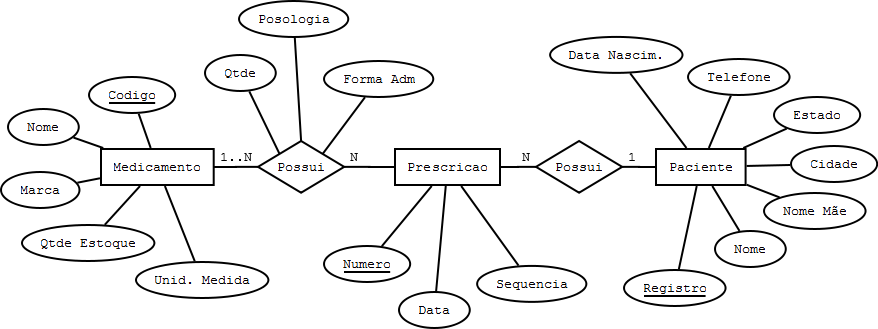 Posologia
Data Nascim.
Qtde
Forma Adm
Telefone
Codigo
Estado
Nome
1..N
N
N
1
Medicamento
Possui
Prescricao
Possui
Paciente
Cidade
Marca
Nome Mãe
Qtde Estoque
Nome
Numero
Unid. Medida
Sequencia
Registro
Data